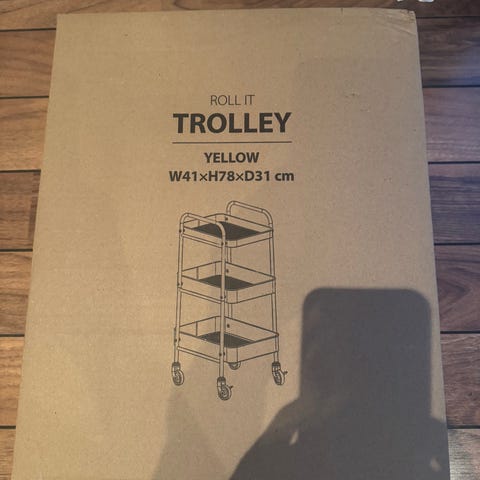 ROLL IT
TROLLEY
YELLOW
W41×H78×D31 cm